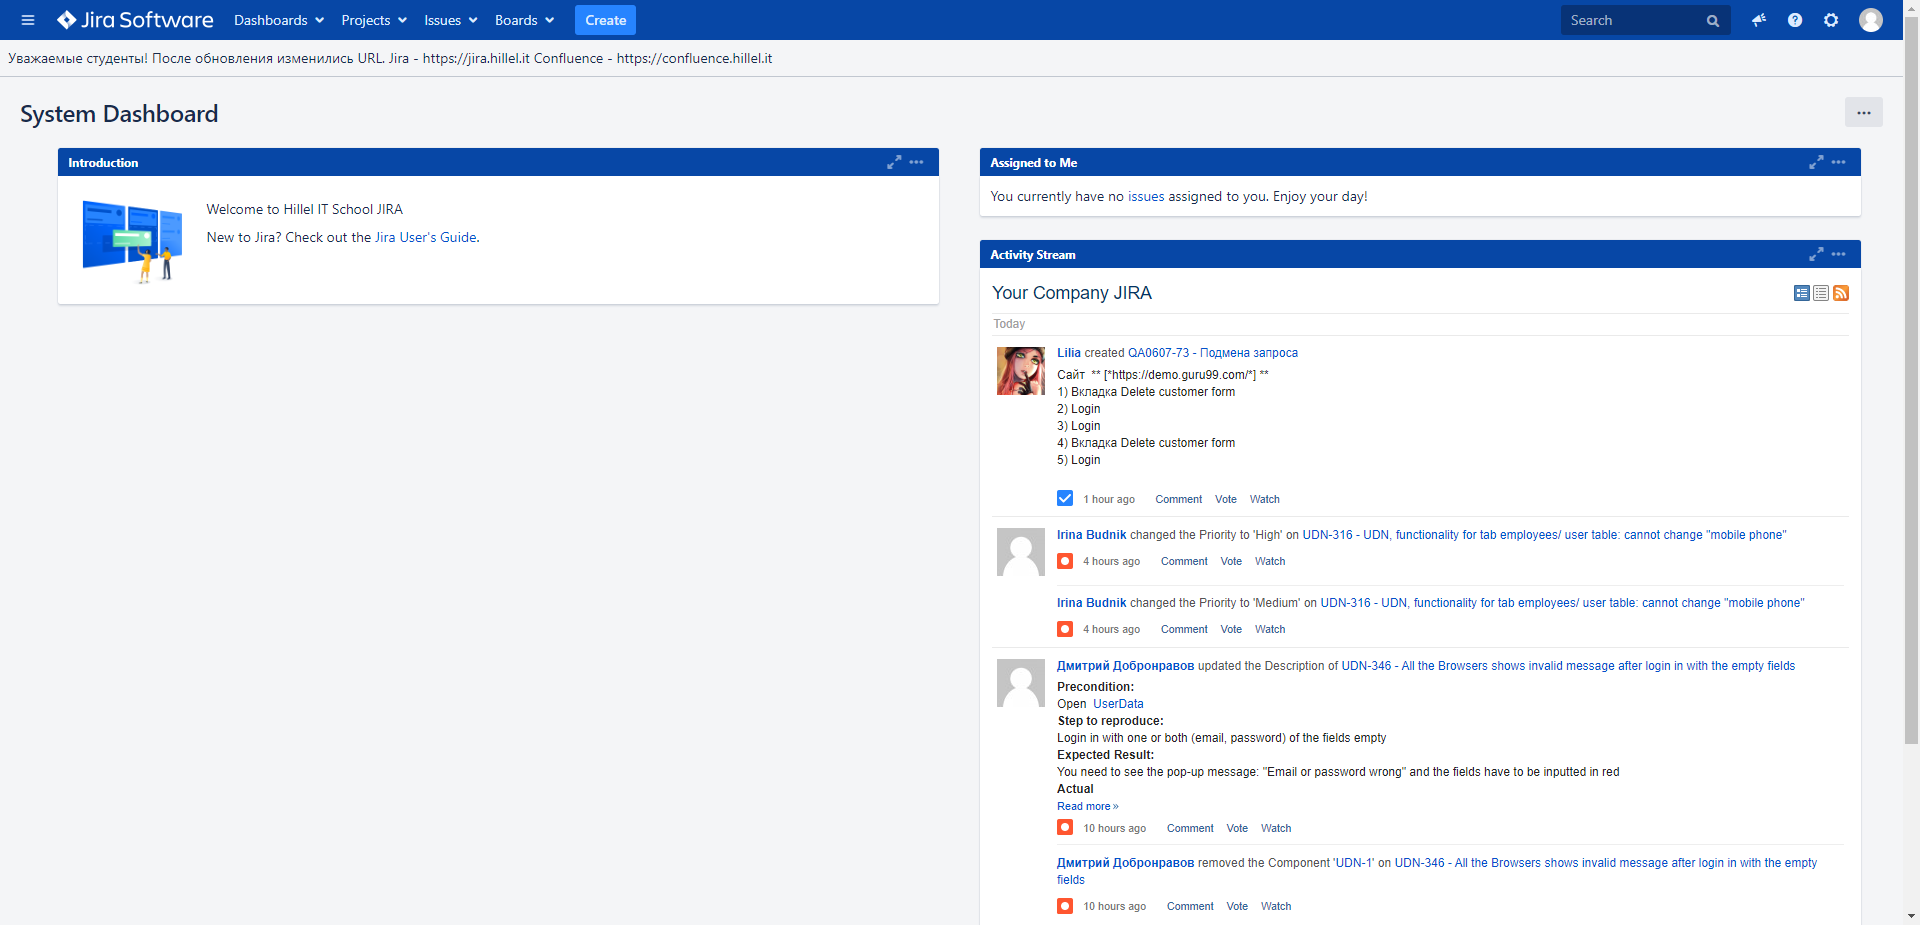 Jira Software Dashboards Projects Issues Boards Create Search
Уважаемые студенты! После обновления изменились URL. Jira - https://jira.hillel.it Confluence - https://confluence.hillel.it
System Dashboard
Introduction
Welcome to Hillel IT School JIRA
New to Jira? Check out the Jira User's Guide.
Assigned to Me
You currently have no issues assigned to you. Enjoy your day!
Activity Stream
Your Company JIRA
Today
Lilia created QA0607-73 - Подмена запроса
Сайт ** [*https://demo.guru99.com/*] **
1) Вкладка Delete customer form
2) Login
3) Login
4) Вкладка Delete customer form
5) Login
1 hour ago Comment Vote Watch
Irina Budnik changed the Priority to 'High' on UDN-316 - UDN, functionality for tab employees/ user table: cannot change "mobile phone"
4 hours ago Comment Vote Watch
Irina Budnik changed the Priority to 'Medium' on UDN-316 - UDN, functionality for tab employees/ user table: cannot change "mobile phone"
4 hours ago Comment Vote Watch
Дмитрий Добронравов updated the Description of UDN-346 - All the Browsers shows invalid message after login in with the empty fields
Precondition:
Open UserData
Step to reproduce:
Login in with one or both (email, password) of the fields empty
Expected Result:
You need to see the pop-up message: "Email or password wrong" and the fields have to be inputted in red
Actual
Read more »
10 hours ago Comment Vote Watch
Дмитрий Добронравов removed the Component 'UDN-1' on UDN-346 - All the Browsers shows invalid message after login in with the empty
fields
10 hours ago Comment Vote Watch